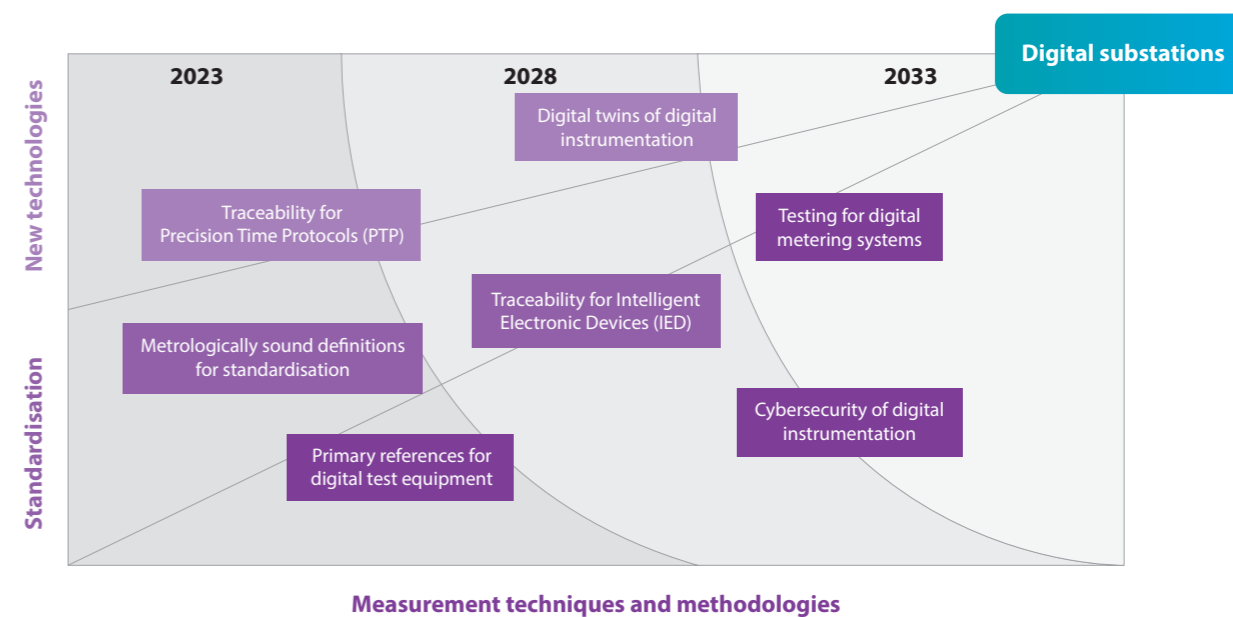 Digital substations
2023
2028
2033
New technologies
Digital twins of digital
instrumentation
Traceability for
Precision Time Protocols (PTP)
Testing for digital
metering systems
Traceability for Intelligent
Electronic Devices (IED)
Metrologically sound definitions
for standardisation
Standardisation
Cybersecurity of digital
instrumentation
Primary references for
digital test equipment
Measurement techniques and methodologies